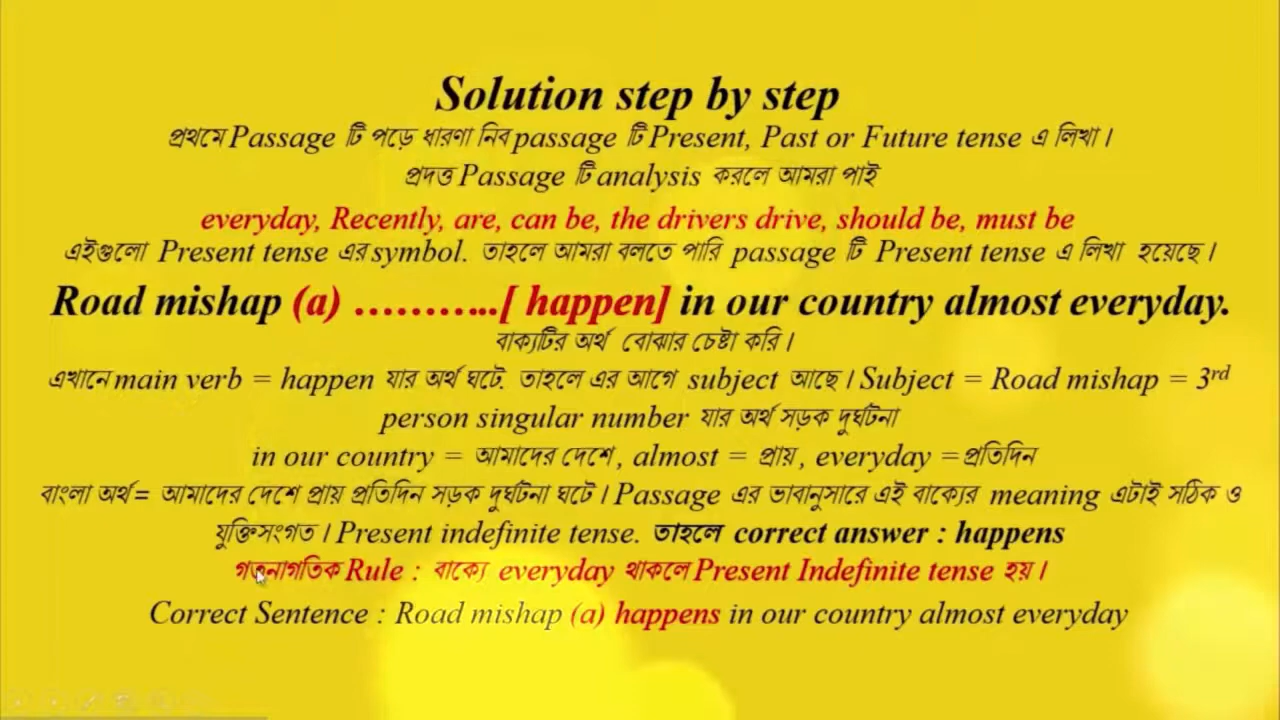 Solution step by step
প্রথমে Passage টি পড়ে ধারণা নিব passage টি Present, Past or Future tense এ লিখা।
প্রদত্ত Passage টি analysis করলে আমরা পাই
everyday, Recently, are, can be, the drivers drive, should be, must be
এইগুলো Present tense এর symbol. তাহলে আমরা বলতে পারি passage টি Present tense এ লিখা হয়েছে।
Road mishap (a) ………..[ happen] in our country almost everyday.
বাক্যটির অর্থ বোঝার চেষ্টা করি।
এখানে main verb = happen যার অর্থ ঘটে. তাহলে এর আগে subject আছে। Subject = Road mishap = 3rd
person singular number যার অর্থ সড়ক দুর্ঘটনা
in our country = আমাদের দেশে, almost = প্রায়, everyday =প্রতিদিন
বাংলা অর্থ= আমাদের দেশে প্রায় প্রতিদিন সড়ক দুর্ঘটনা ঘটে। Passage এর ভাবানুসারে এই বাক্যের meaning এটাই সঠিক ও
যুক্তিসংগত। Present indefinite tense. তাহলে correct answer : happens
গতনাগতিক Rule : বাক্যে everyday থাকলে Present Indefinite tense হয়।
Correct Sentence : Road mishap (a) happens in our country almost everyday